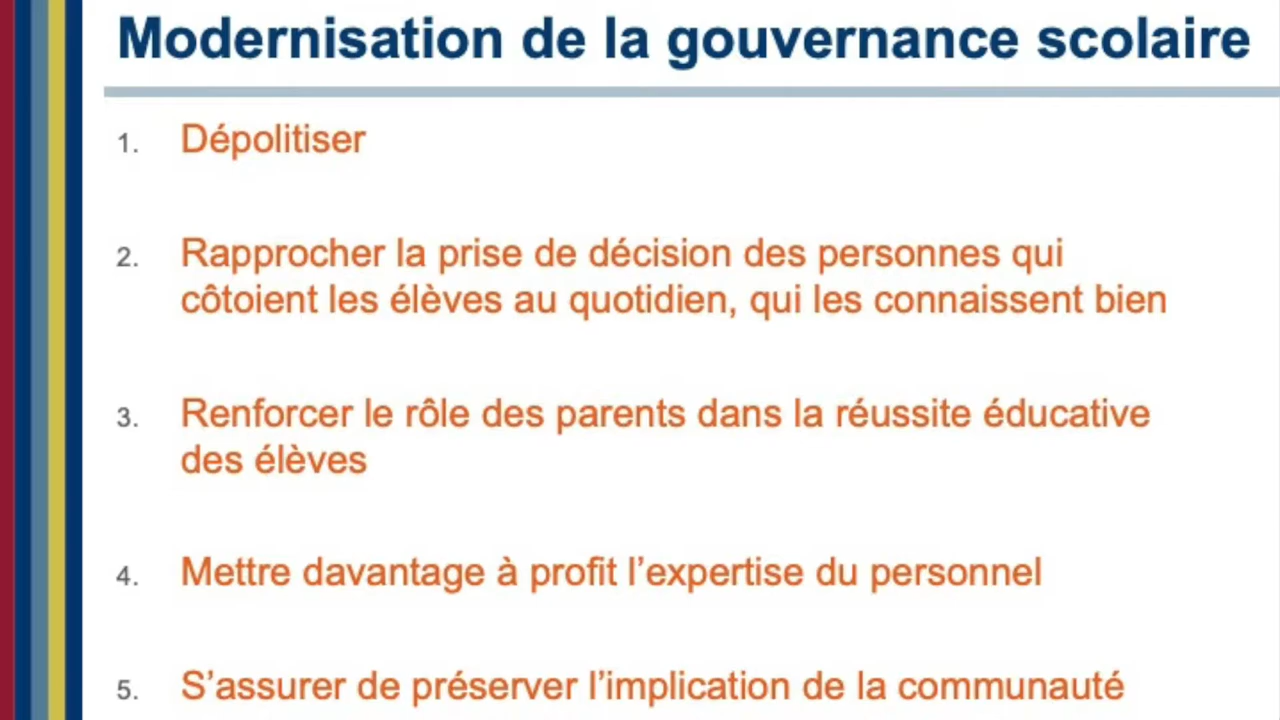 Modernisation de la gouvernance scolaire
1. Dépolitiser
2. Rapprocher la prise de décision des personnes qui
côtoient les élèves au quotidien, qui les connaissent bien
3. Renforcer le rôle des parents dans la réussite éducative
des élèves
4. Mettre davantage à profit l’expertise du personnel
5. S’assurer de préserver l’implication de la communauté